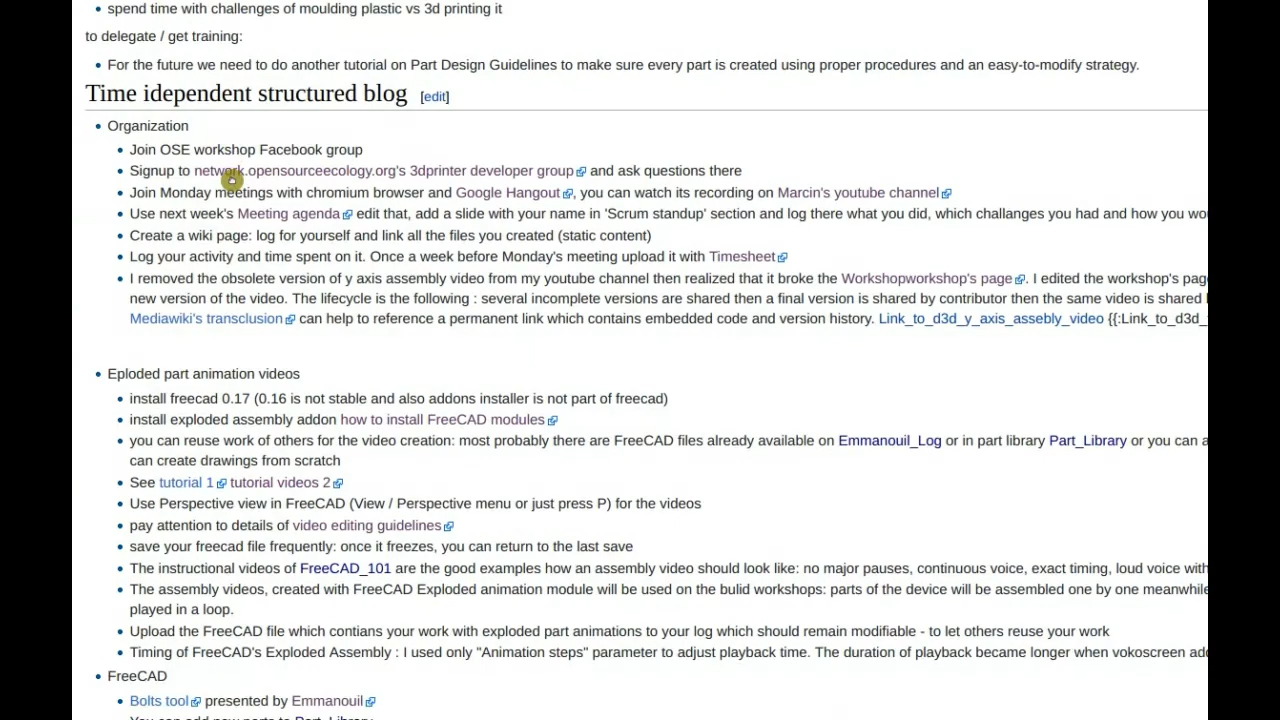 spend time with challenges of moulding plastic vs 3d printing it
to delegate / get training:
For the future we need to do another tutorial on Part Design Guidelines to make sure every part is created using proper procedures and an easy-to-modify strategy.
Time idependent structured blog [edit]
Organization
Join OSE workshop Facebook group
Signup to network.opensourceecology.org's 3dprinter developer group and ask questions there
Join Monday meetings with chromium browser and Google Hangout, you can watch its recording on Marcin's youtube channel
Use next week's Meeting agenda edit that, add a slide with your name in 'Scrum standup' section and log there what you did, which challanges you had and how you wo
Create a wiki page: log for yourself and link all the files you created (static content)
Log your activity and time spent on it. Once a week before Monday's meeting upload it with Timesheet
I removed the obsolete version of y axis assembly video from my youtube channel then realized that it broke the Workshopworkshop's page. I edited the workshop's pag
new version of the video. The lifecycle is the following : several incomplete versions are shared then a final version is shared by contributor then the same video is shared
Mediawiki's transclusion can help to reference a permanent link which contains embedded code and version history. Link_to_d3d_y_axis_assebly_video {{:Link_to_d3d_
Eploded part animation videos
install freecad 0.17 (0.16 is not stable and also addons installer is not part of freecad)
install exploded assembly addon how to install FreeCAD modules
you can reuse work of others for the video creation: most probably there are FreeCAD files already available on Emmanouil_Log or in part library Part_Library or you can a
can create drawings from scratch
See tutorial 1 tutorial videos 2
Use Perspective view in FreeCAD (View / Perspective menu or just press P) for the videos
pay attention to details of video editing guidelines
save your freecad file frequently: once it freezes, you can return to the last save
The instructional videos of FreeCAD_101 are the good examples how an assembly video should look like: no major pauses, continuous voice, exact timing, loud voice with
The assembly videos, created with FreeCAD Exploded animation module will be used on the bulid workshops: parts of the device will be assembled one by one meanwhile
played in a loop.
Upload the FreeCAD file which contians your work with exploded part animations to your log which should remain modifiable - to let others reuse your work
Timing of FreeCAD's Exploded Assembly : I used only "Animation steps" parameter to adjust playback time. The duration of playback became longer when vokoscreen add
FreeCAD
Bolts tool presented by Emmanouil
You can add new parts to Part_Library